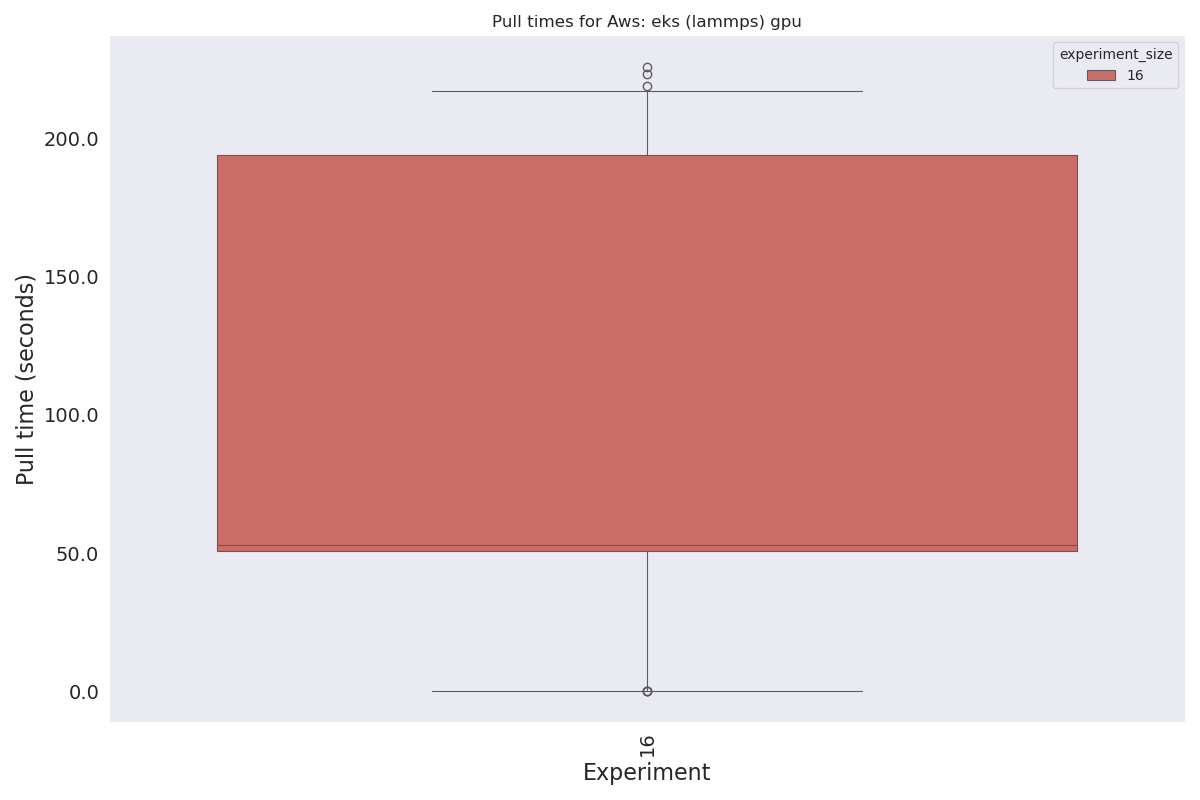 Pull times for Aws: eks (lammps) gpu
experiment_size
16
200.0
150.0
100.0
50.0
0.0
Pull time (seconds)
16
Experiment